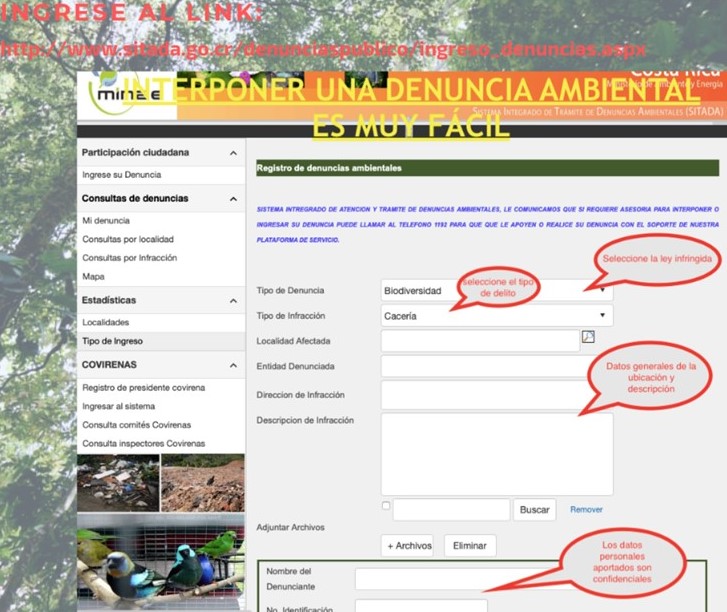 INGRESE AL LINK:
http://www.sitada.go.cr/denunciaspublico/ingreso_denuncias.aspx
Costa Rica
minae
INTERPONER UNA DENUNCIA AMBIENTAL
ES MUY FÁCIL
Sistema Integrado de Trámite de Denuncias Ambientales (SITADA)
Participación ciudadana
Ingrese su Denuncia
Consultas de denuncias
Mi denuncia
Consultas por localidad
Consultas por Infracción
Mapa
Estadísticas
Localidades
Tipo de Ingreso
COVIRENAS
Registro de presidente covirena
Ingresar al sistema
Consulta comités Covirenas
Consulta inspectores Covirenas
Registro de denuncias ambientales
SISTEMA INTREGRADO DE ATENCION Y TRAMITE DE DENUNCIAS AMBIENTALES, LE COMUNICAMOS QUE SI REQUIERE ASESORIA PARA INTERPONER O
INGRESAR SU DENUNCIA PUEDE LLAMAR AL TELEFONO 1192 PARA QUE QUE LE APOYEN O REALICE SU DENUNCIA CON EL SOPORTE DE NUESTRA
PLATAFORMA DE SERVICIO.
Seleccione la ley infringida
Tipo de Denuncia
Biodiversidad
seleccione el tipo
de delito
Tipo de Infracción
Cacería
Localidad Afectada
Entidad Denunciada
Datos generales de la
ubicación y
descripción
Direccion de Infracción
Descripcion de Infracción
Buscar
Remover
Adjuntar Archivos
+ Archivos
Eliminar
Los datos
personales
aportados son
confidenciales
Nombre del
Denunciante
No. Identificación